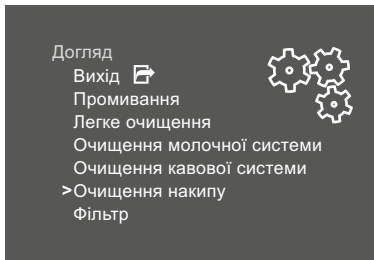 Догляд
Вихід
Промивання
Легке очищення
Очищення молочної системи
Очищення кавової системи
>Очищення накипу
Фільтр